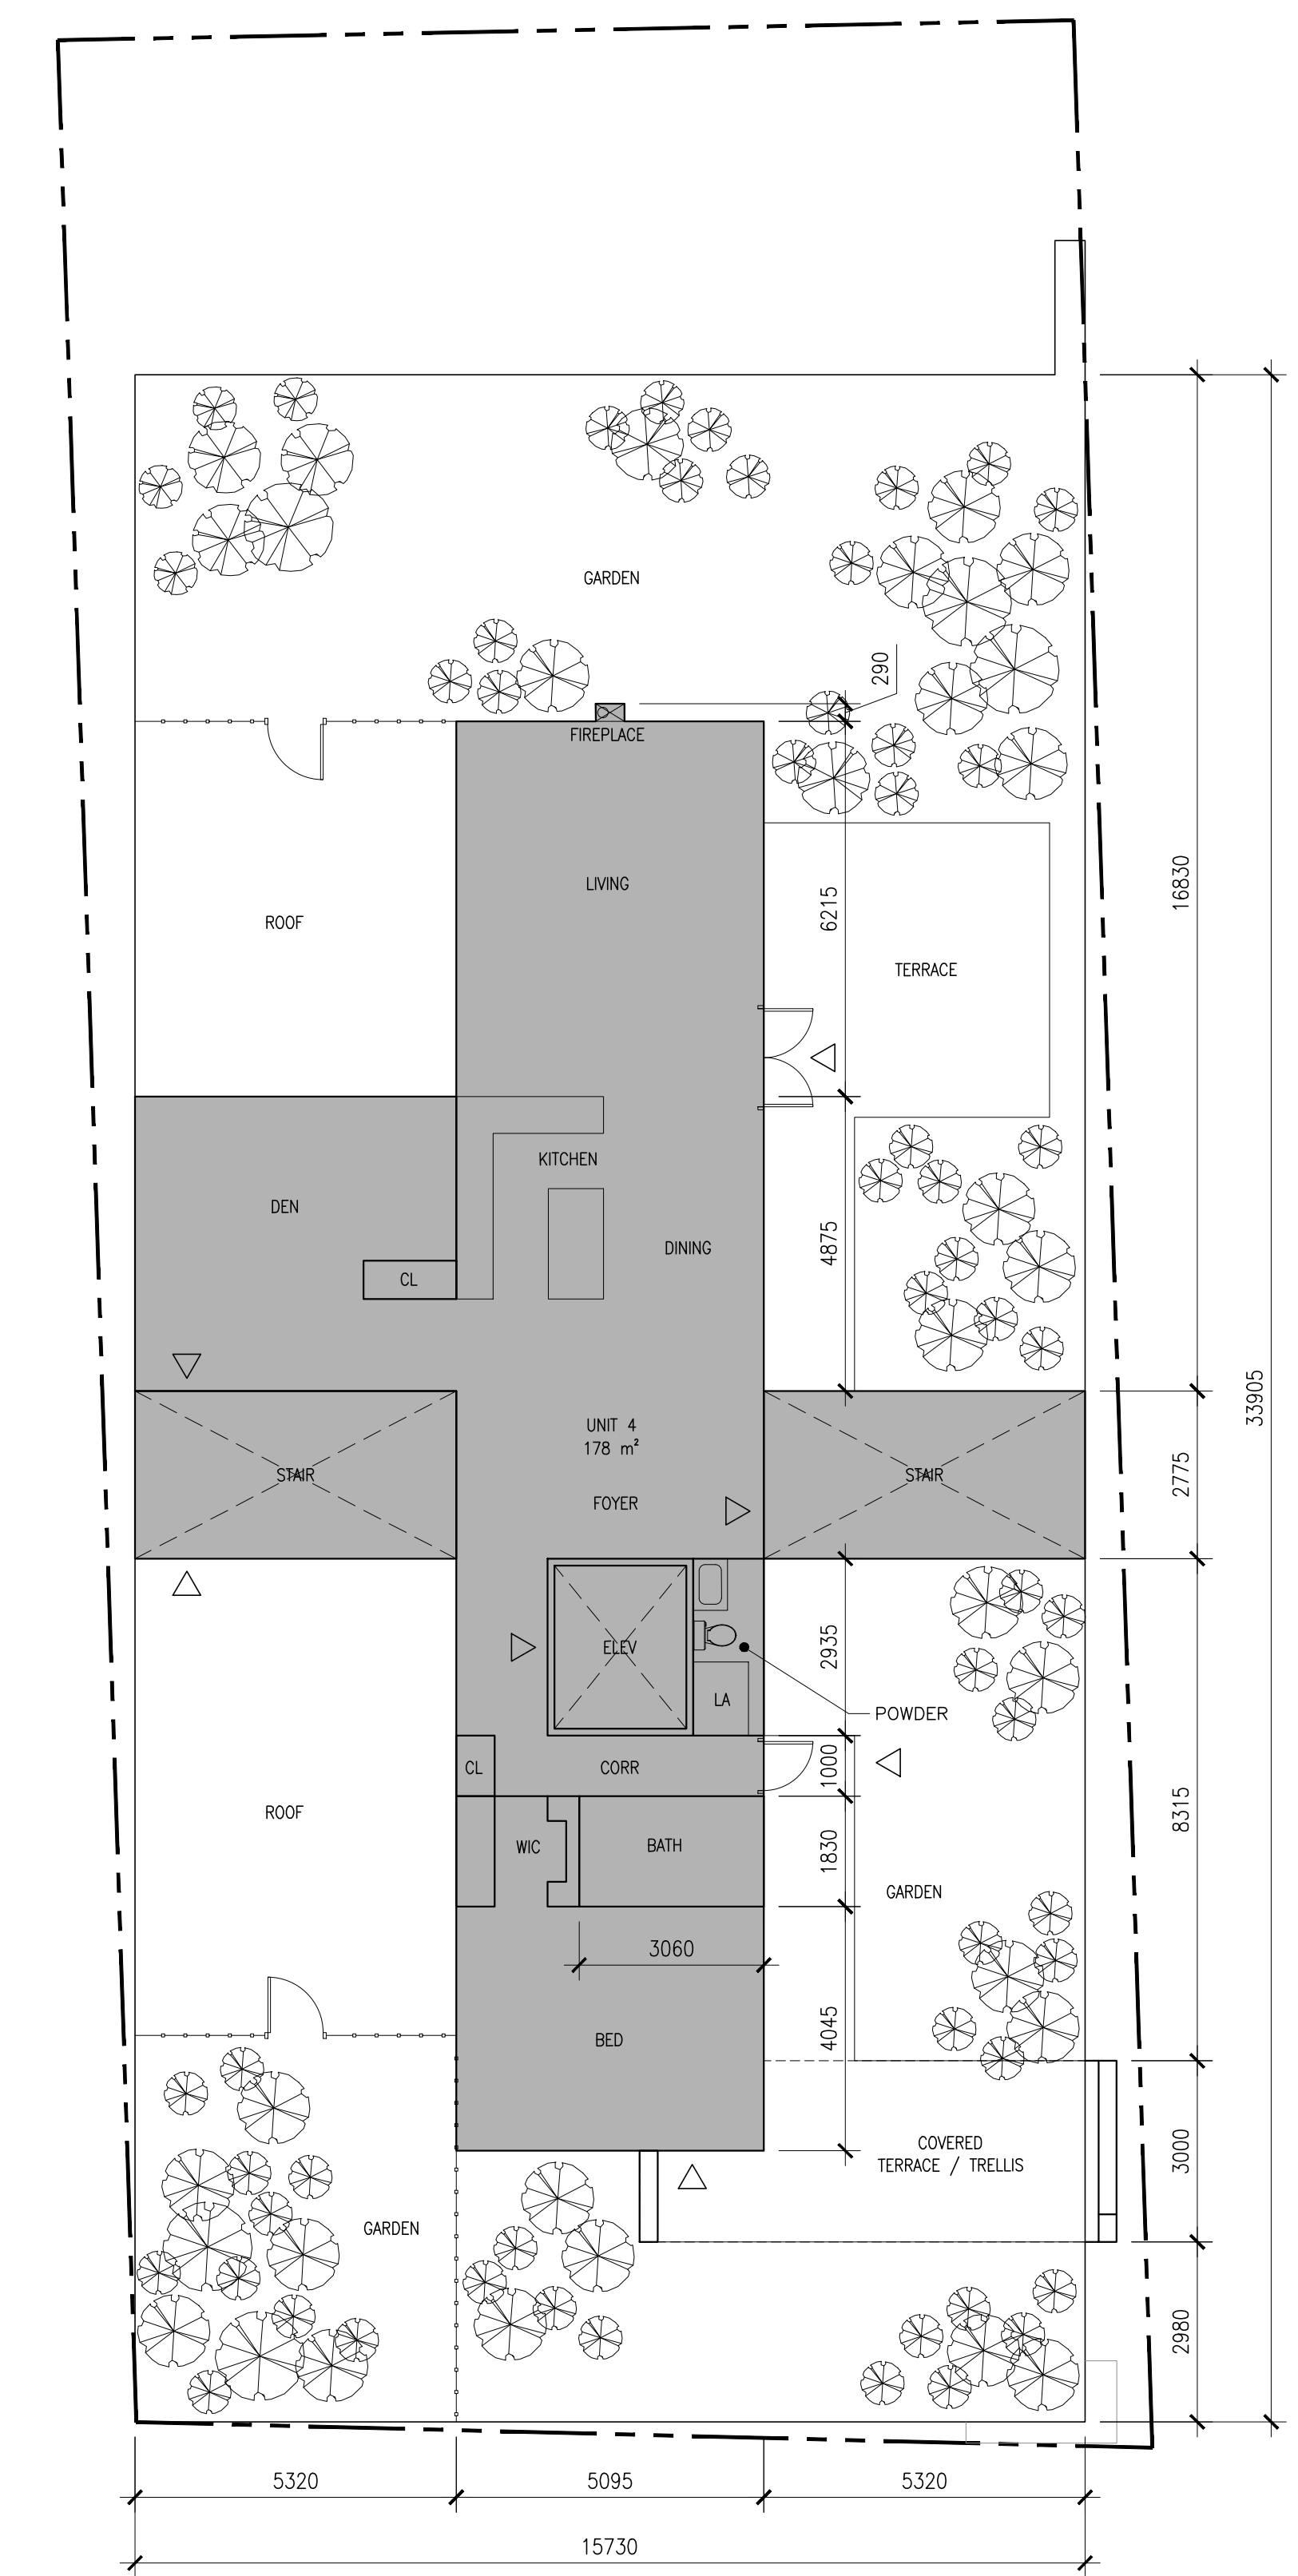 GARDEN
290
FIREPLACE
LIVING
6215
16830
ROOF
TERRACE
KITCHEN
DEN
DINING
4875
CL
33905
UNIT 4
178 m²
STAIR
STAIR
2775
FOYER
ELEV
2935
LA
POWDER
CL
CORR
1000
8315
ROOF
WIC
BATH
1830
GARDEN
3060
BED
4045
COVERED
TERRACE / TRELLIS
3000
GARDEN
2980
5320
5095
5320
15730